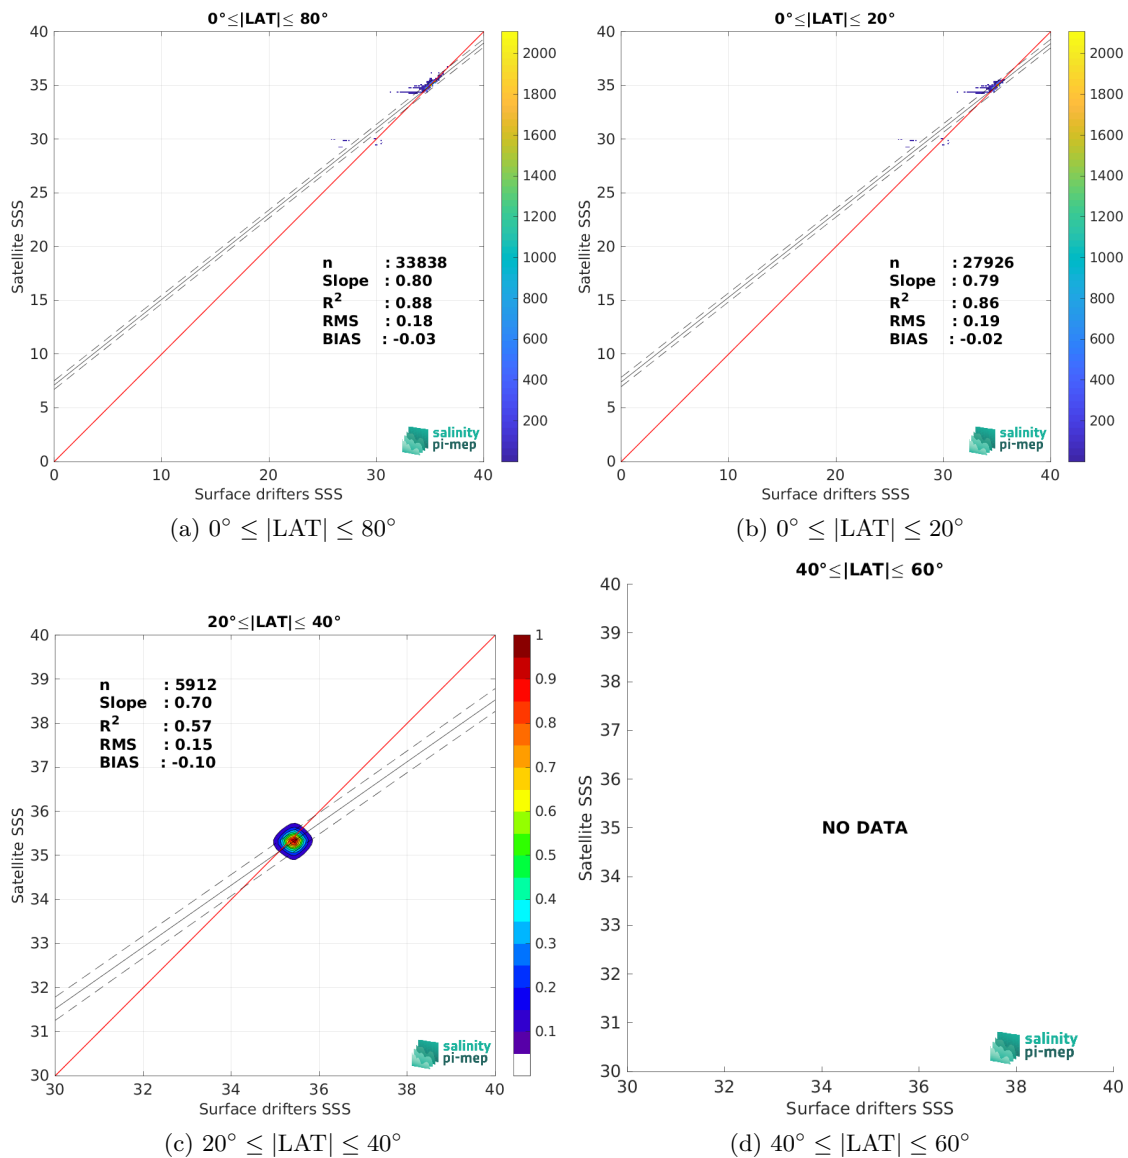 0°≤|LAT|≤ 80°
40
35
30
25
20
15
10
5
0
Satellite SSS
n : 33838
Slope : 0.80
R² : 0.88
RMS : 0.18
BIAS : -0.03
salinity
pi-mep
0 10 20 30 40
Surface drifters SSS
2000
1800
1600
1400
1200
1000
800
600
400
200
(a) 0° ≤ |LAT| ≤ 80°
0°≤|LAT|≤ 20°
40
35
30
25
20
15
10
5
0
Satellite SSS
n : 27926
Slope : 0.79
R² : 0.86
RMS : 0.19
BIAS : -0.02
salinity
pi-mep
0 10 20 30 40
Surface drifters SSS
2000
1800
1600
1400
1200
1000
800
600
400
200
(b) 0° ≤ |LAT| ≤ 20°
20°≤|LAT|≤ 40°
40
39
38
37
36
35
34
33
32
31
30
Satellite SSS
n : 5912
Slope : 0.70
R² : 0.57
RMS : 0.15
BIAS : -0.10
salinity
pi-mep
30 32 34 36 38 40
Surface drifters SSS
1
0.9
0.8
0.7
0.6
0.5
0.4
0.3
0.2
0.1
(c) 20° ≤ |LAT| ≤ 40°
40°≤|LAT|≤ 60°
40
39
38
37
36
35
34
33
32
31
30
Satellite SSS
NO DATA
salinity
pi-mep
30 32 34 36 38 40
Surface drifters SSS
(d) 40° ≤ |LAT| ≤ 60°